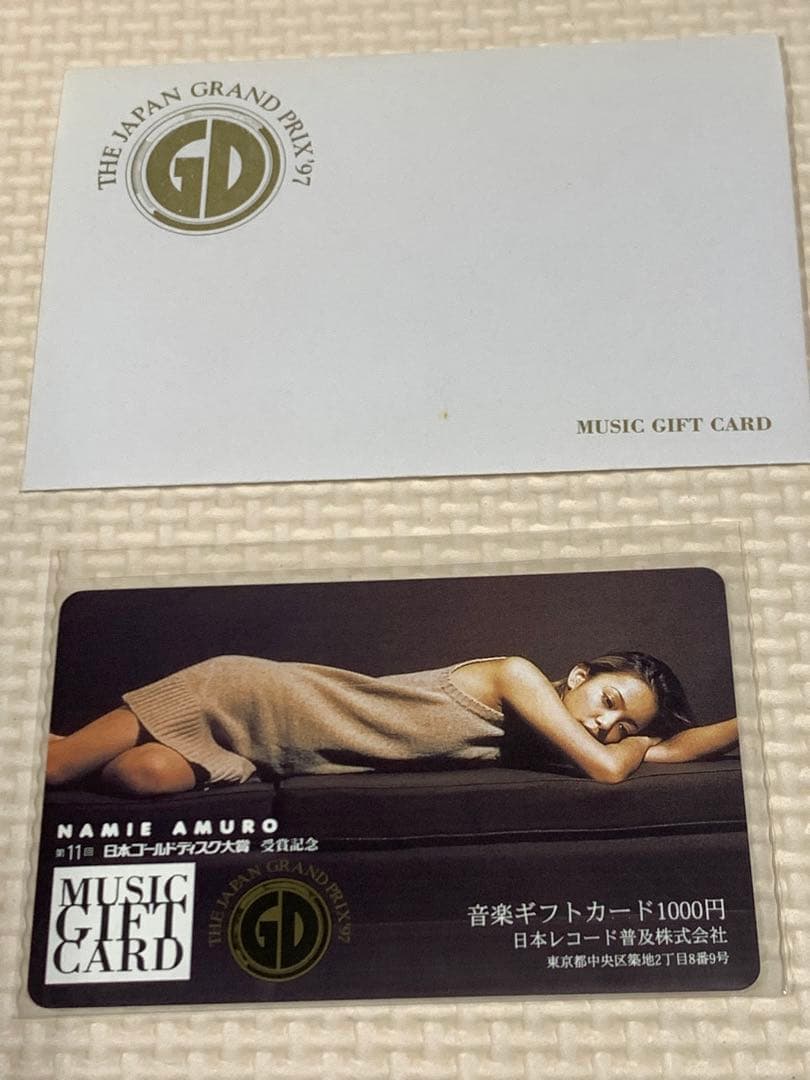 THE JAPAN GRAND PRIX '97
GD
MUSIC GIFT CARD
NAMIE AMURO
第11回 日本ゴールドディスク大賞 受賞記念
MUSIC
GIFT
CARD
THE JAPAN GRAND PRIX '97
GD
音楽ギフトカード1000円
日本レコード普及株式会社
東京都中央区築地2丁目8番9号